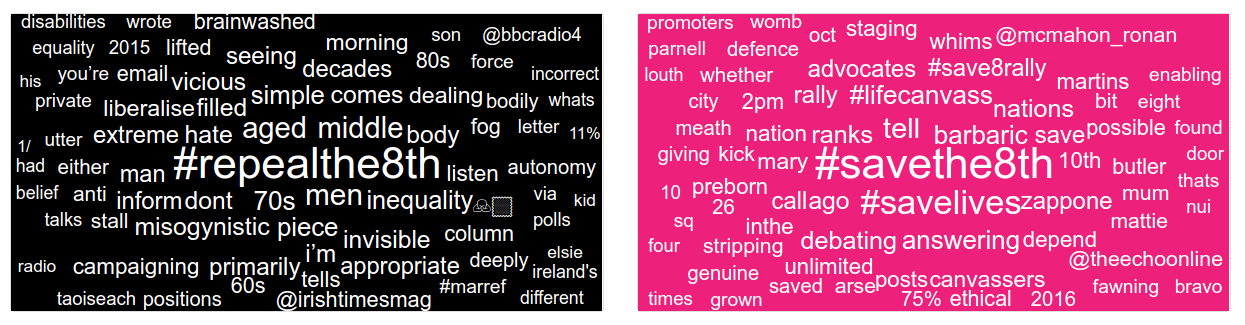 disabilities wrote brainwashed
equality 2015 lifted seeing morning son @bbcradio4
his you're email vicious decades 80s force incorrect
private liberalise filled simple comes dealing bodily whats
1/ utter extreme hate aged middle body fog letter 11%
had either man #repealthe8th listen autonomy
belief anti inform dont 70s men inequality via kid
talks stall misogynistic piece invisible column polls
radio campaigning primarily i'm appropriate deeply elsie
60s tells #marref ireland's
taoiseach positions @irishtimesmag different
promoters womb oct staging whims @mcmahon_ronan
parnell defence advocates #save8rally martins enabling
louth whether rally #lifecanvass nations bit eight
city 2pm
meath nation ranks tell barbaric save possible found
giving kick mary #savethe8th 10th butler door
10 preborn callago #savelives zappone mum thats
sq 26 inthe mattie nui
four stripping debating answering depend
genuine unlimited @theechoonline
saved arse posts canvassers fawning bravo
times grown 75% ethical 2016